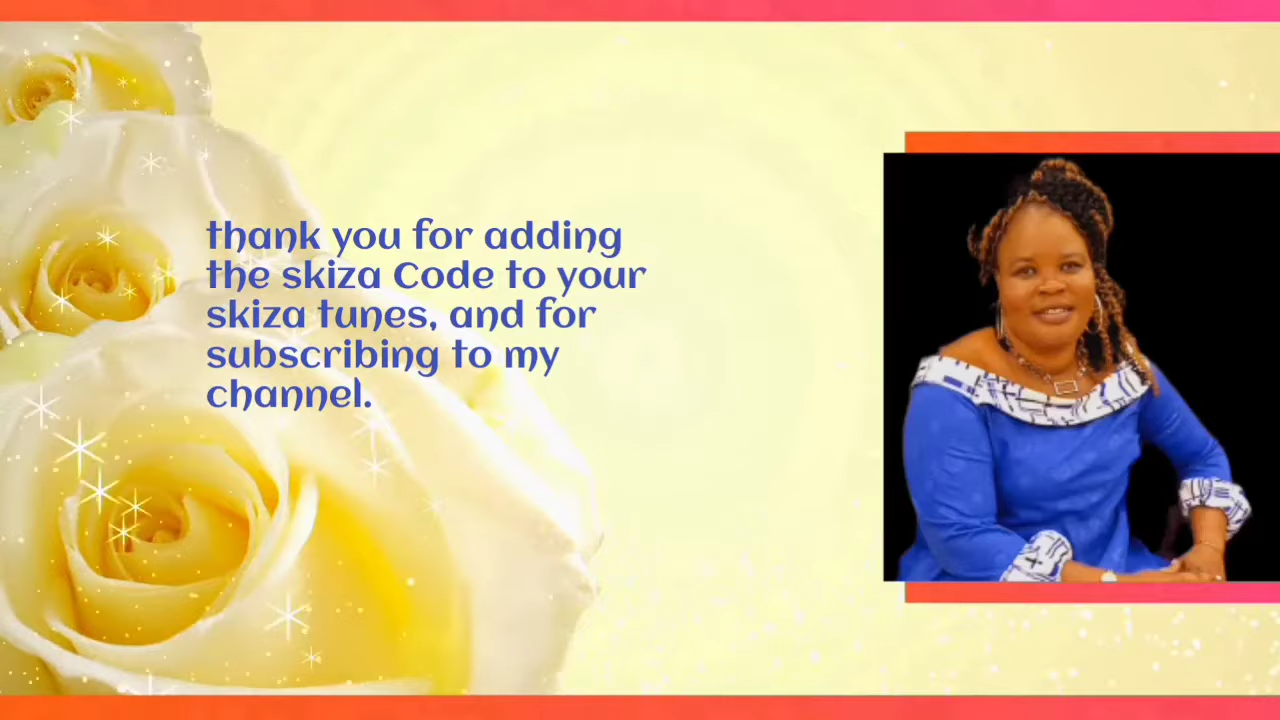 thank you for adding
the skiza Code to your
skiza tunes, and for
subscribing to my
channel.